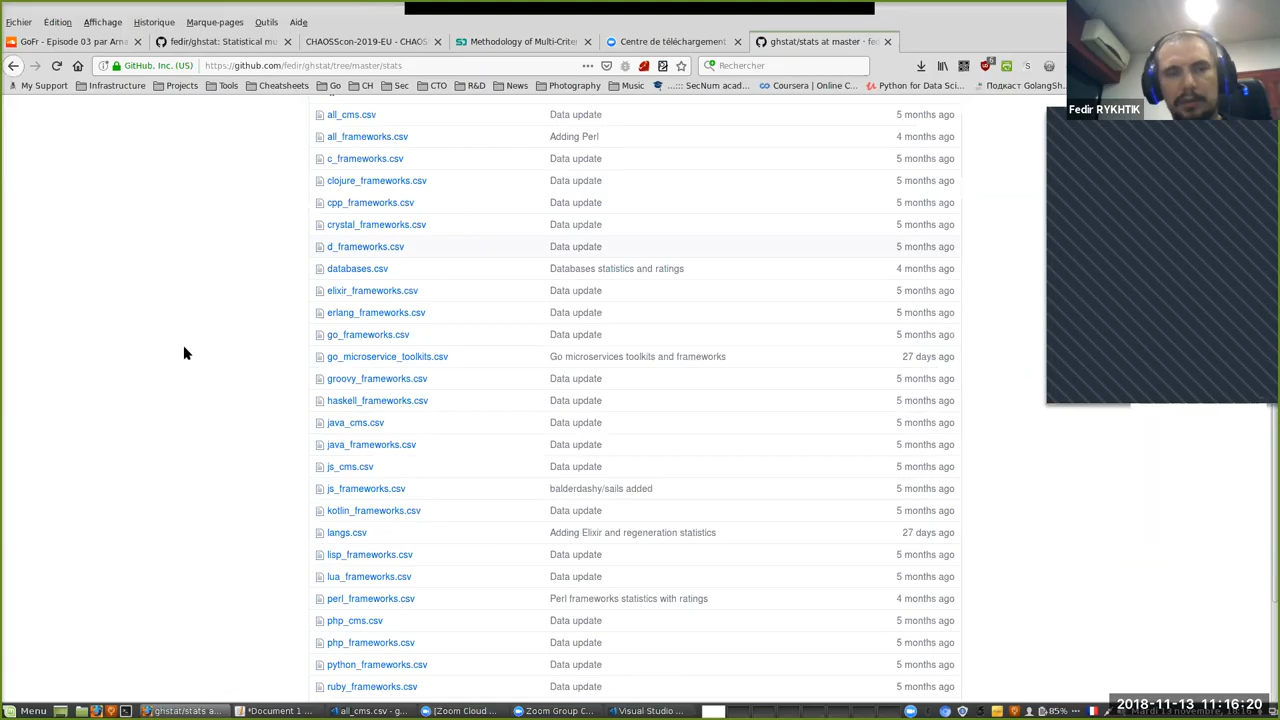 Fichier Édition Affichage Historique Marque-pages Outils Aide
GoFr - Episode 03 par Arna
fedir/ghstat: Statistical mu
CHAOSScon-2019-EU - CHAOS
Methodology of Multi-Criter
Centre de téléchargement
ghstat/stats at master · fe
GitHub, Inc. (US) https://github.com/fedir/ghstat/tree/master/stats
Rechercher
My Support Infrastructure Projects Tools Cheatsheets Go CH Sec CTO R&D News Photography Music ..::: SecNum acad... Coursera | Online C... Python for Data Sci... Подкаст GolangSh
Fedir RYKHTIK
all_cms.csv Data update 5 months ago
all_frameworks.csv Adding Perl 4 months ago
c_frameworks.csv Data update 5 months ago
clojure_frameworks.csv Data update 5 months ago
cpp_frameworks.csv Data update 5 months ago
crystal_frameworks.csv Data update 5 months ago
d_frameworks.csv Data update 5 months ago
databases.csv Databases statistics and ratings 4 months ago
elixir_frameworks.csv Data update 5 months ago
erlang_frameworks.csv Data update 5 months ago
go_frameworks.csv Data update 5 months ago
go_microservice_toolkits.csv Go microservices toolkits and frameworks 27 days ago
groovy_frameworks.csv Data update 5 months ago
haskell_frameworks.csv Data update 5 months ago
java_cms.csv Data update 5 months ago
java_frameworks.csv Data update 5 months ago
js_cms.csv Data update 5 months ago
js_frameworks.csv balderdashy/sails added 5 months ago
kotlin_frameworks.csv Data update 5 months ago
langs.csv Adding Elixir and regeneration statistics 27 days ago
lisp_frameworks.csv Data update 5 months ago
lua_frameworks.csv Data update 5 months ago
perl_frameworks.csv Perl frameworks statistics with ratings 4 months ago
php_cms.csv Data update 5 months ago
php_frameworks.csv Data update 5 months ago
python_frameworks.csv Data update 5 months ago
ruby_frameworks.csv Data update 5 months ago
2018-11-13 11:16:20
Menu ghstat/stats a... *Document 1 ... all_cms.csv - g... [Zoom Cloud ... Zoom Group C... Visual Studio ... 85%